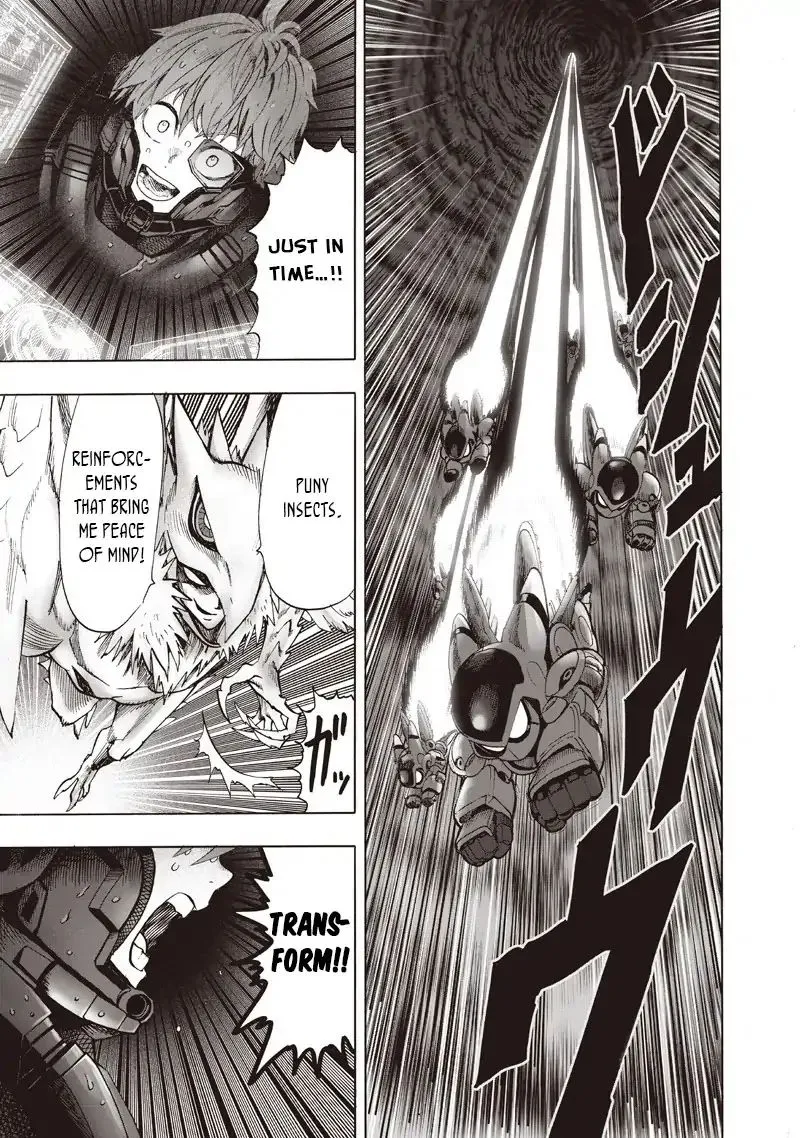 ドシュウウウ
JUST IN
TIME...!!
PUNY
INSECTS,
REINFORC-
EMENTS
THAT BRING
ME PEACE
OF MIND!
ガッ
TRANS-
FORM!!